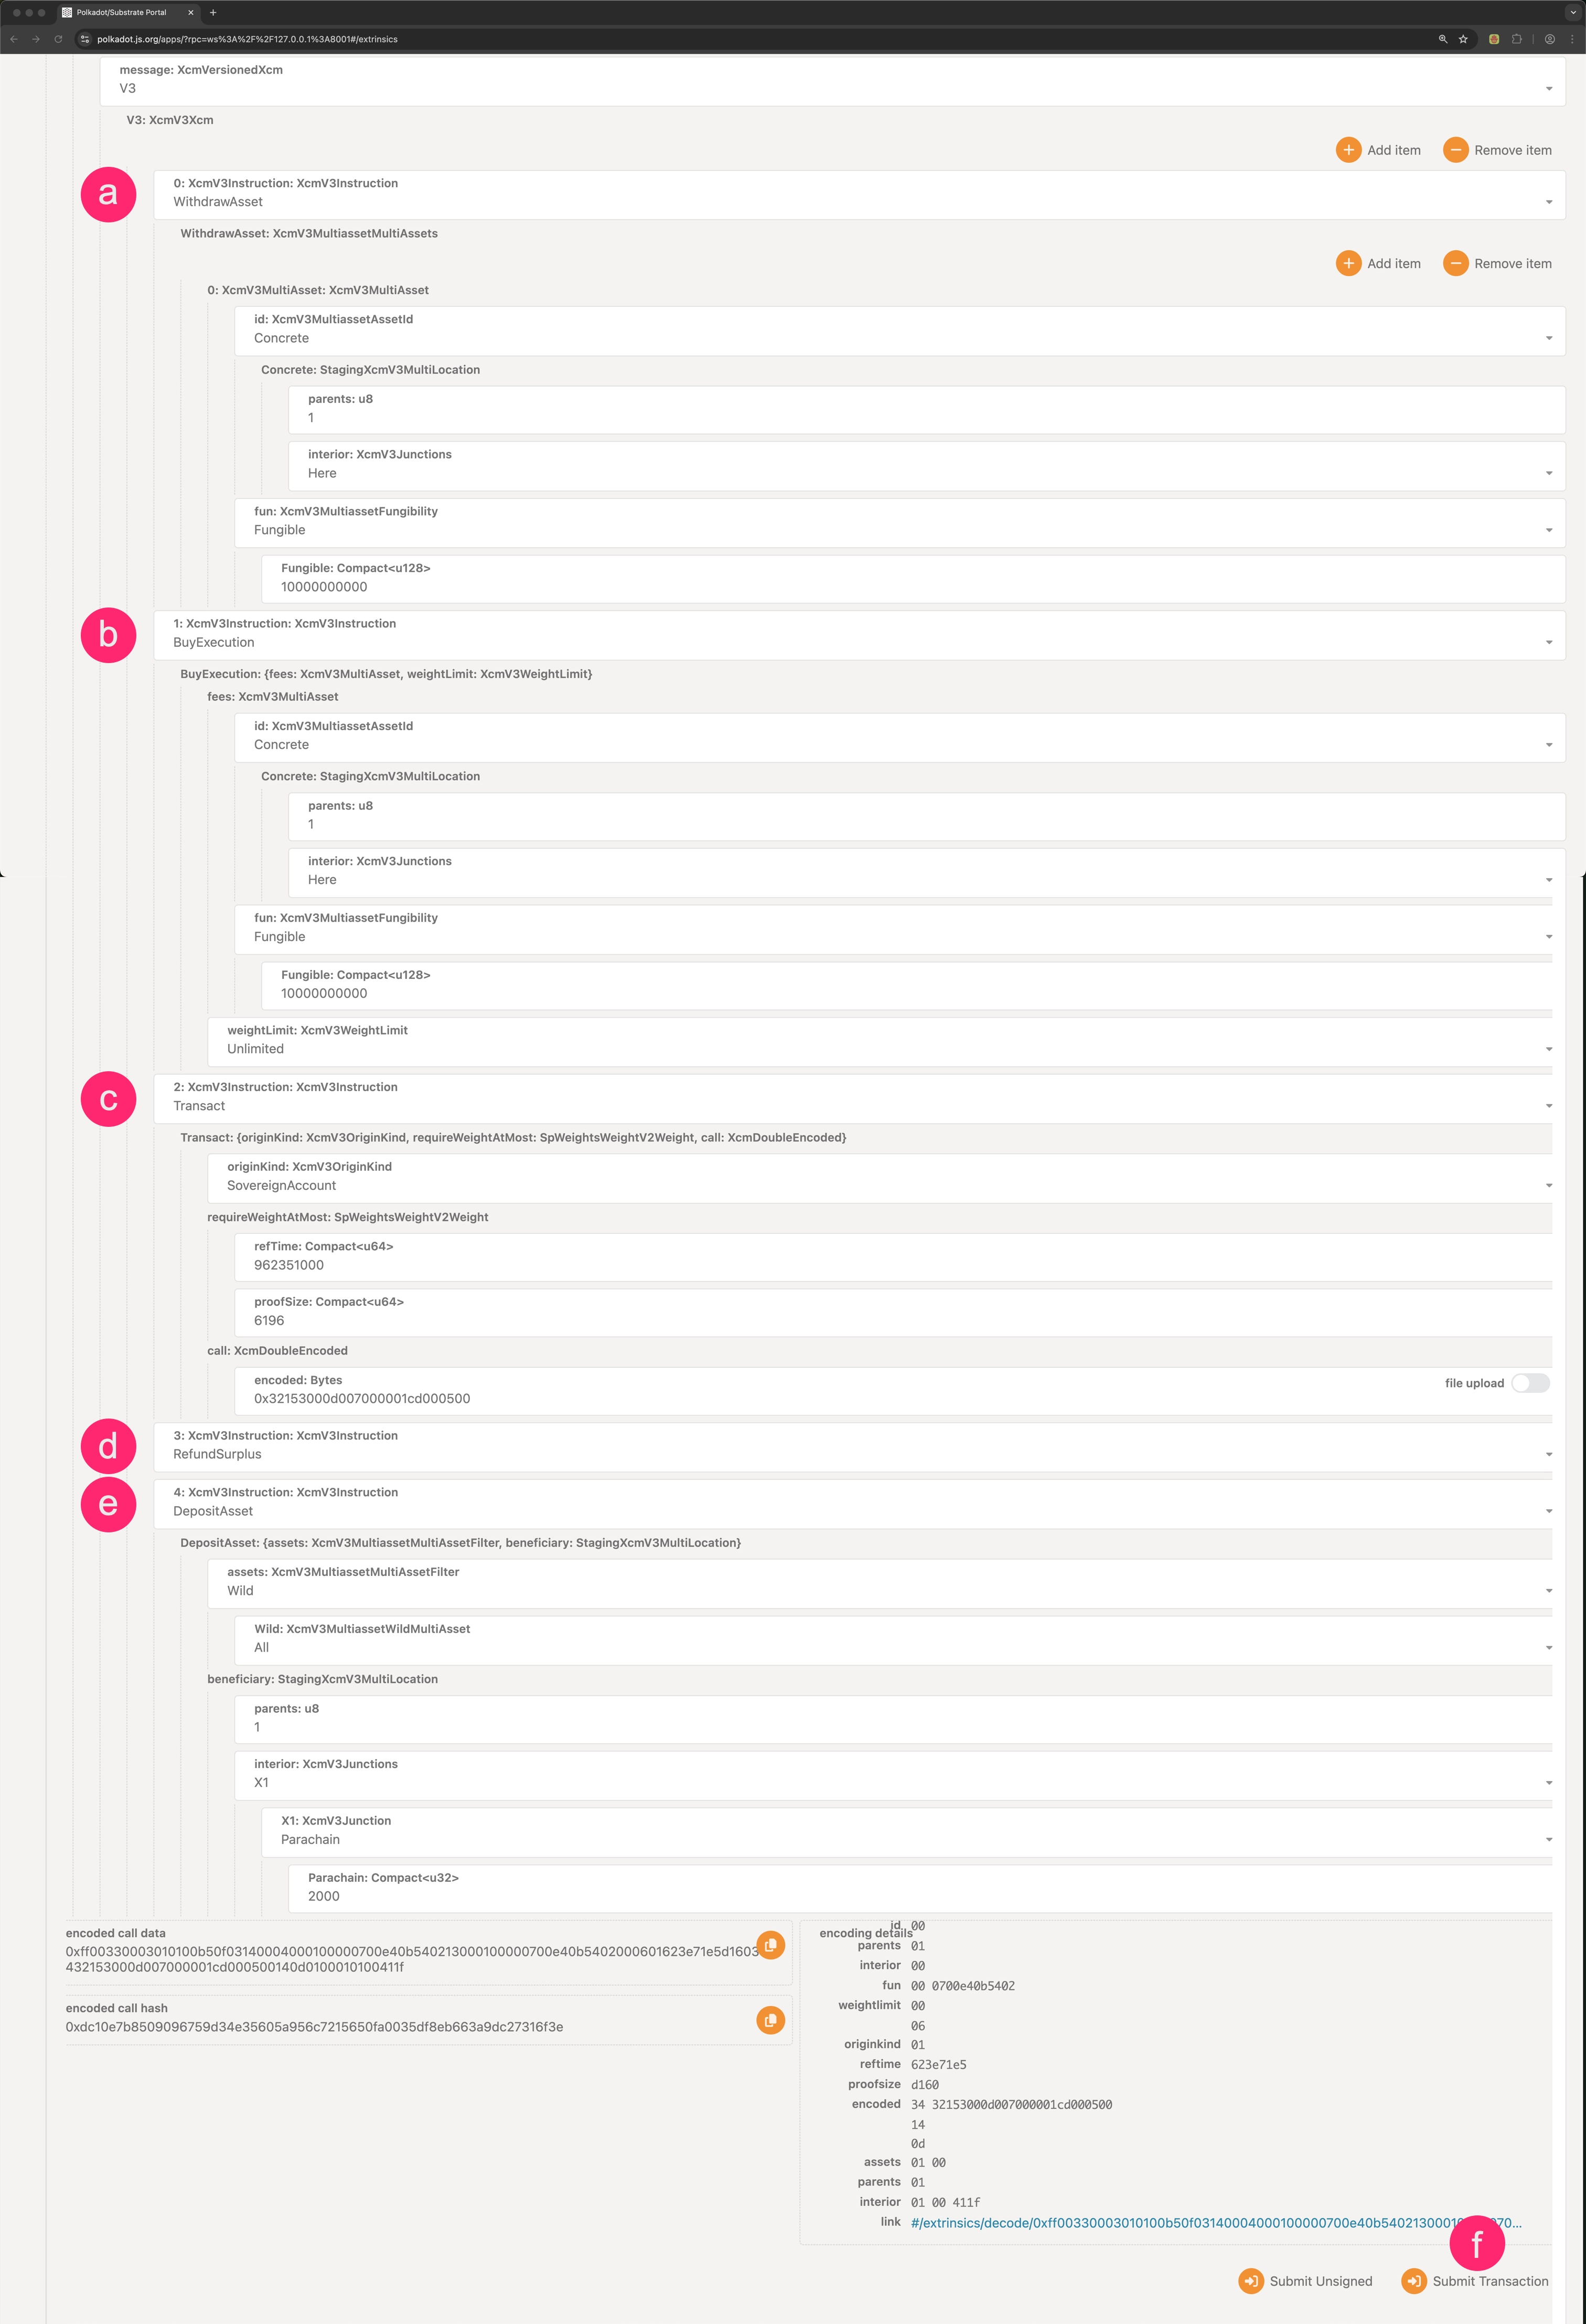 Polkadot/Substrate Portal
polkadot.js.org/apps/?rpc=ws%3A%2F%2F127.0.0.1%3A8001#/extrinsics
message: XcmVersionedXcm
V3
V3: XcmV3Xcm
Add item Remove item
a
0: XcmV3Instruction: XcmV3Instruction
WithdrawAsset
WithdrawAsset: XcmV3MultiassetMultiAssets
Add item Remove item
0: XcmV3MultiAsset: XcmV3MultiAsset
id: XcmV3MultiassetAssetId
Concrete
Concrete: StagingXcmV3MultiLocation
parents: u8
1
interior: XcmV3Junctions
Here
fun: XcmV3MultiassetFungibility
Fungible
Fungible: Compact<u128>
10000000000
b
1: XcmV3Instruction: XcmV3Instruction
BuyExecution
BuyExecution: {fees: XcmV3MultiAsset, weightLimit: XcmV3WeightLimit}
fees: XcmV3MultiAsset
id: XcmV3MultiassetAssetId
Concrete
Concrete: StagingXcmV3MultiLocation
parents: u8
1
interior: XcmV3Junctions
Here
fun: XcmV3MultiassetFungibility
Fungible
Fungible: Compact<u128>
10000000000
weightLimit: XcmV3WeightLimit
Unlimited
c
2: XcmV3Instruction: XcmV3Instruction
Transact
Transact: {originKind: XcmV3OriginKind, requireWeightAtMost: SpWeightsWeightV2Weight, call: XcmDoubleEncoded}
originKind: XcmV3OriginKind
SovereignAccount
requireWeightAtMost: SpWeightsWeightV2Weight
refTime: Compact<u64>
962351000
proofSize: Compact<u64>
6196
call: XcmDoubleEncoded
encoded: Bytes
0x32153000d007000001cd000500
file upload
d
3: XcmV3Instruction: XcmV3Instruction
RefundSurplus
e
4: XcmV3Instruction: XcmV3Instruction
DepositAsset
DepositAsset: {assets: XcmV3MultiassetMultiAssetFilter, beneficiary: StagingXcmV3MultiLocation}
assets: XcmV3MultiassetMultiAssetFilter
Wild
Wild: XcmV3MultiassetWildMultiAsset
All
beneficiary: StagingXcmV3MultiLocation
parents: u8
1
interior: XcmV3Junctions
X1
X1: XcmV3Junction
Parachain
Parachain: Compact<u32>
2000
encoded call data
0xff00330003010100b50f03140004000100000700e40b540213000100000700e40b5402000601623e71e5d1603
432153000d007000001cd000500140d0100010100411f
encoded call hash
0xdc10e7b8509096759d34e35605a956c7215650fa0035df8eb663a9dc27316f3e
encoding details
id 00
parents 01
interior 00
fun 00 0700e40b5402
weightlimit 00
06
originkind 01
reftime 623e71e5
proofsize d160
encoded 34 32153000d007000001cd000500
14
0d
assets 01 00
parents 01
interior 01 00 411f
link
f
Submit Unsigned Submit Transaction